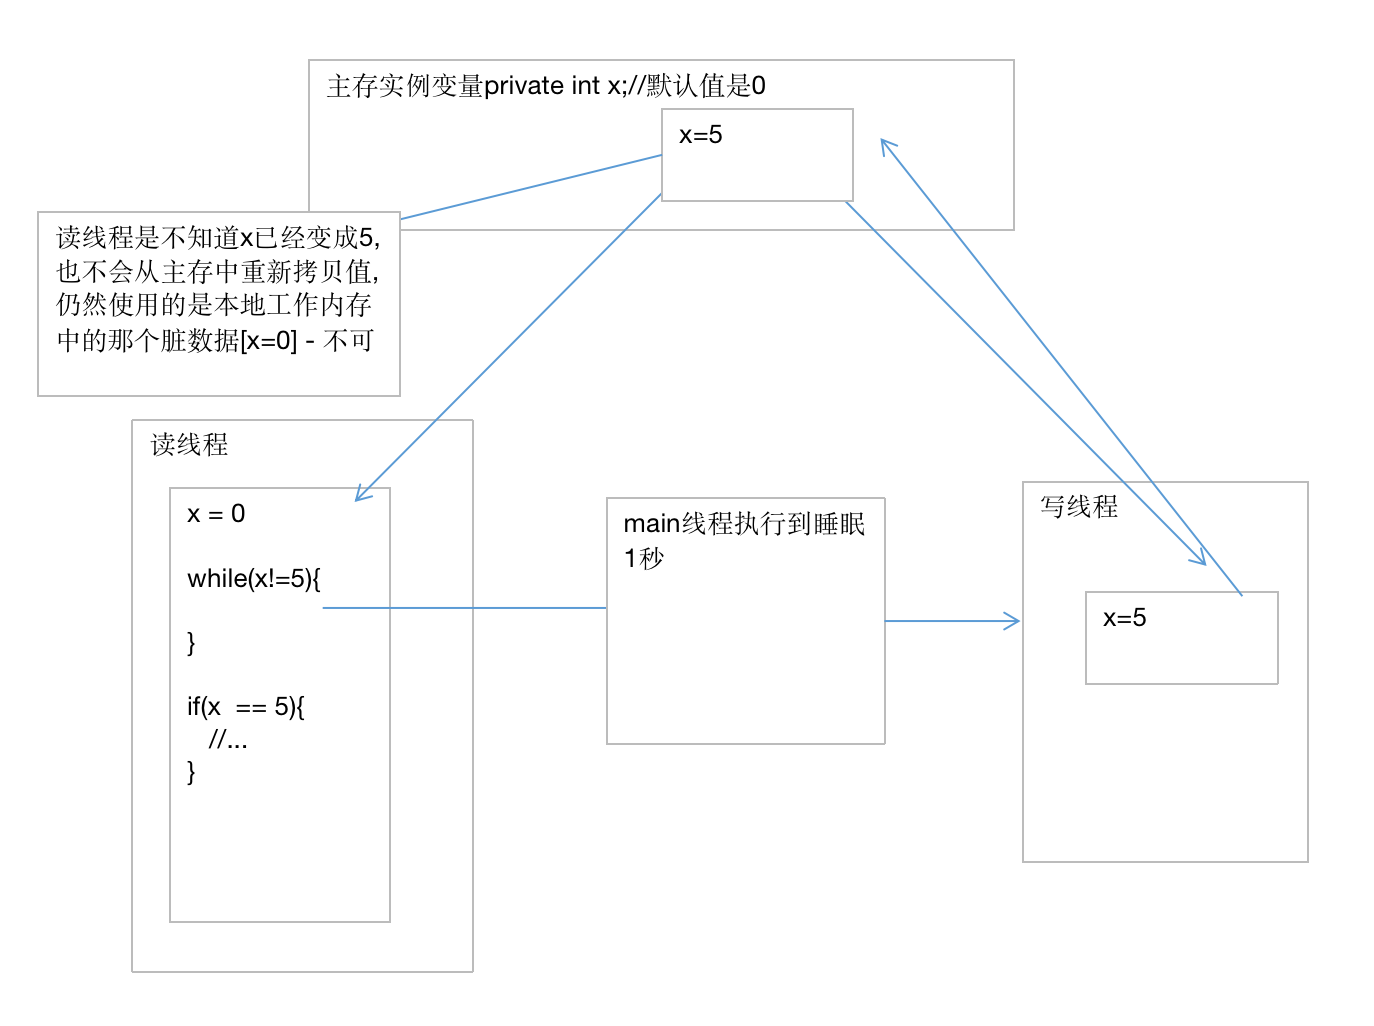 主存实例变量private int x;//默认值是0
x=5
读线程是不知道x已经变成5,
也不会从主存中重新拷贝值,
仍然使用的是本地工作内存
中的那个脏数据[x=0] - 不可
读线程
x = 0
while(x!=5){
}
if(x  == 5){
//...
}
main线程执行到睡眠
1秒
写线程
x=5